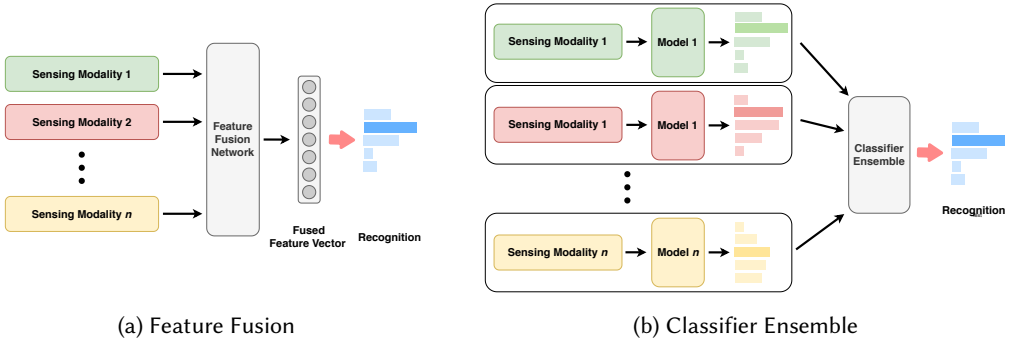 Sensing Modality 1
Sensing Modality 2
Sensing Modality n
Feature
Fusion
Network
Fused
Feature Vector
Recognition
(a) Feature Fusion
Sensing Modality 1
Model 1
Sensing Modality 1
Model 1
Sensing Modality n
Model n
Classifier
Ensemble
Recognition
(b) Classifier Ensemble